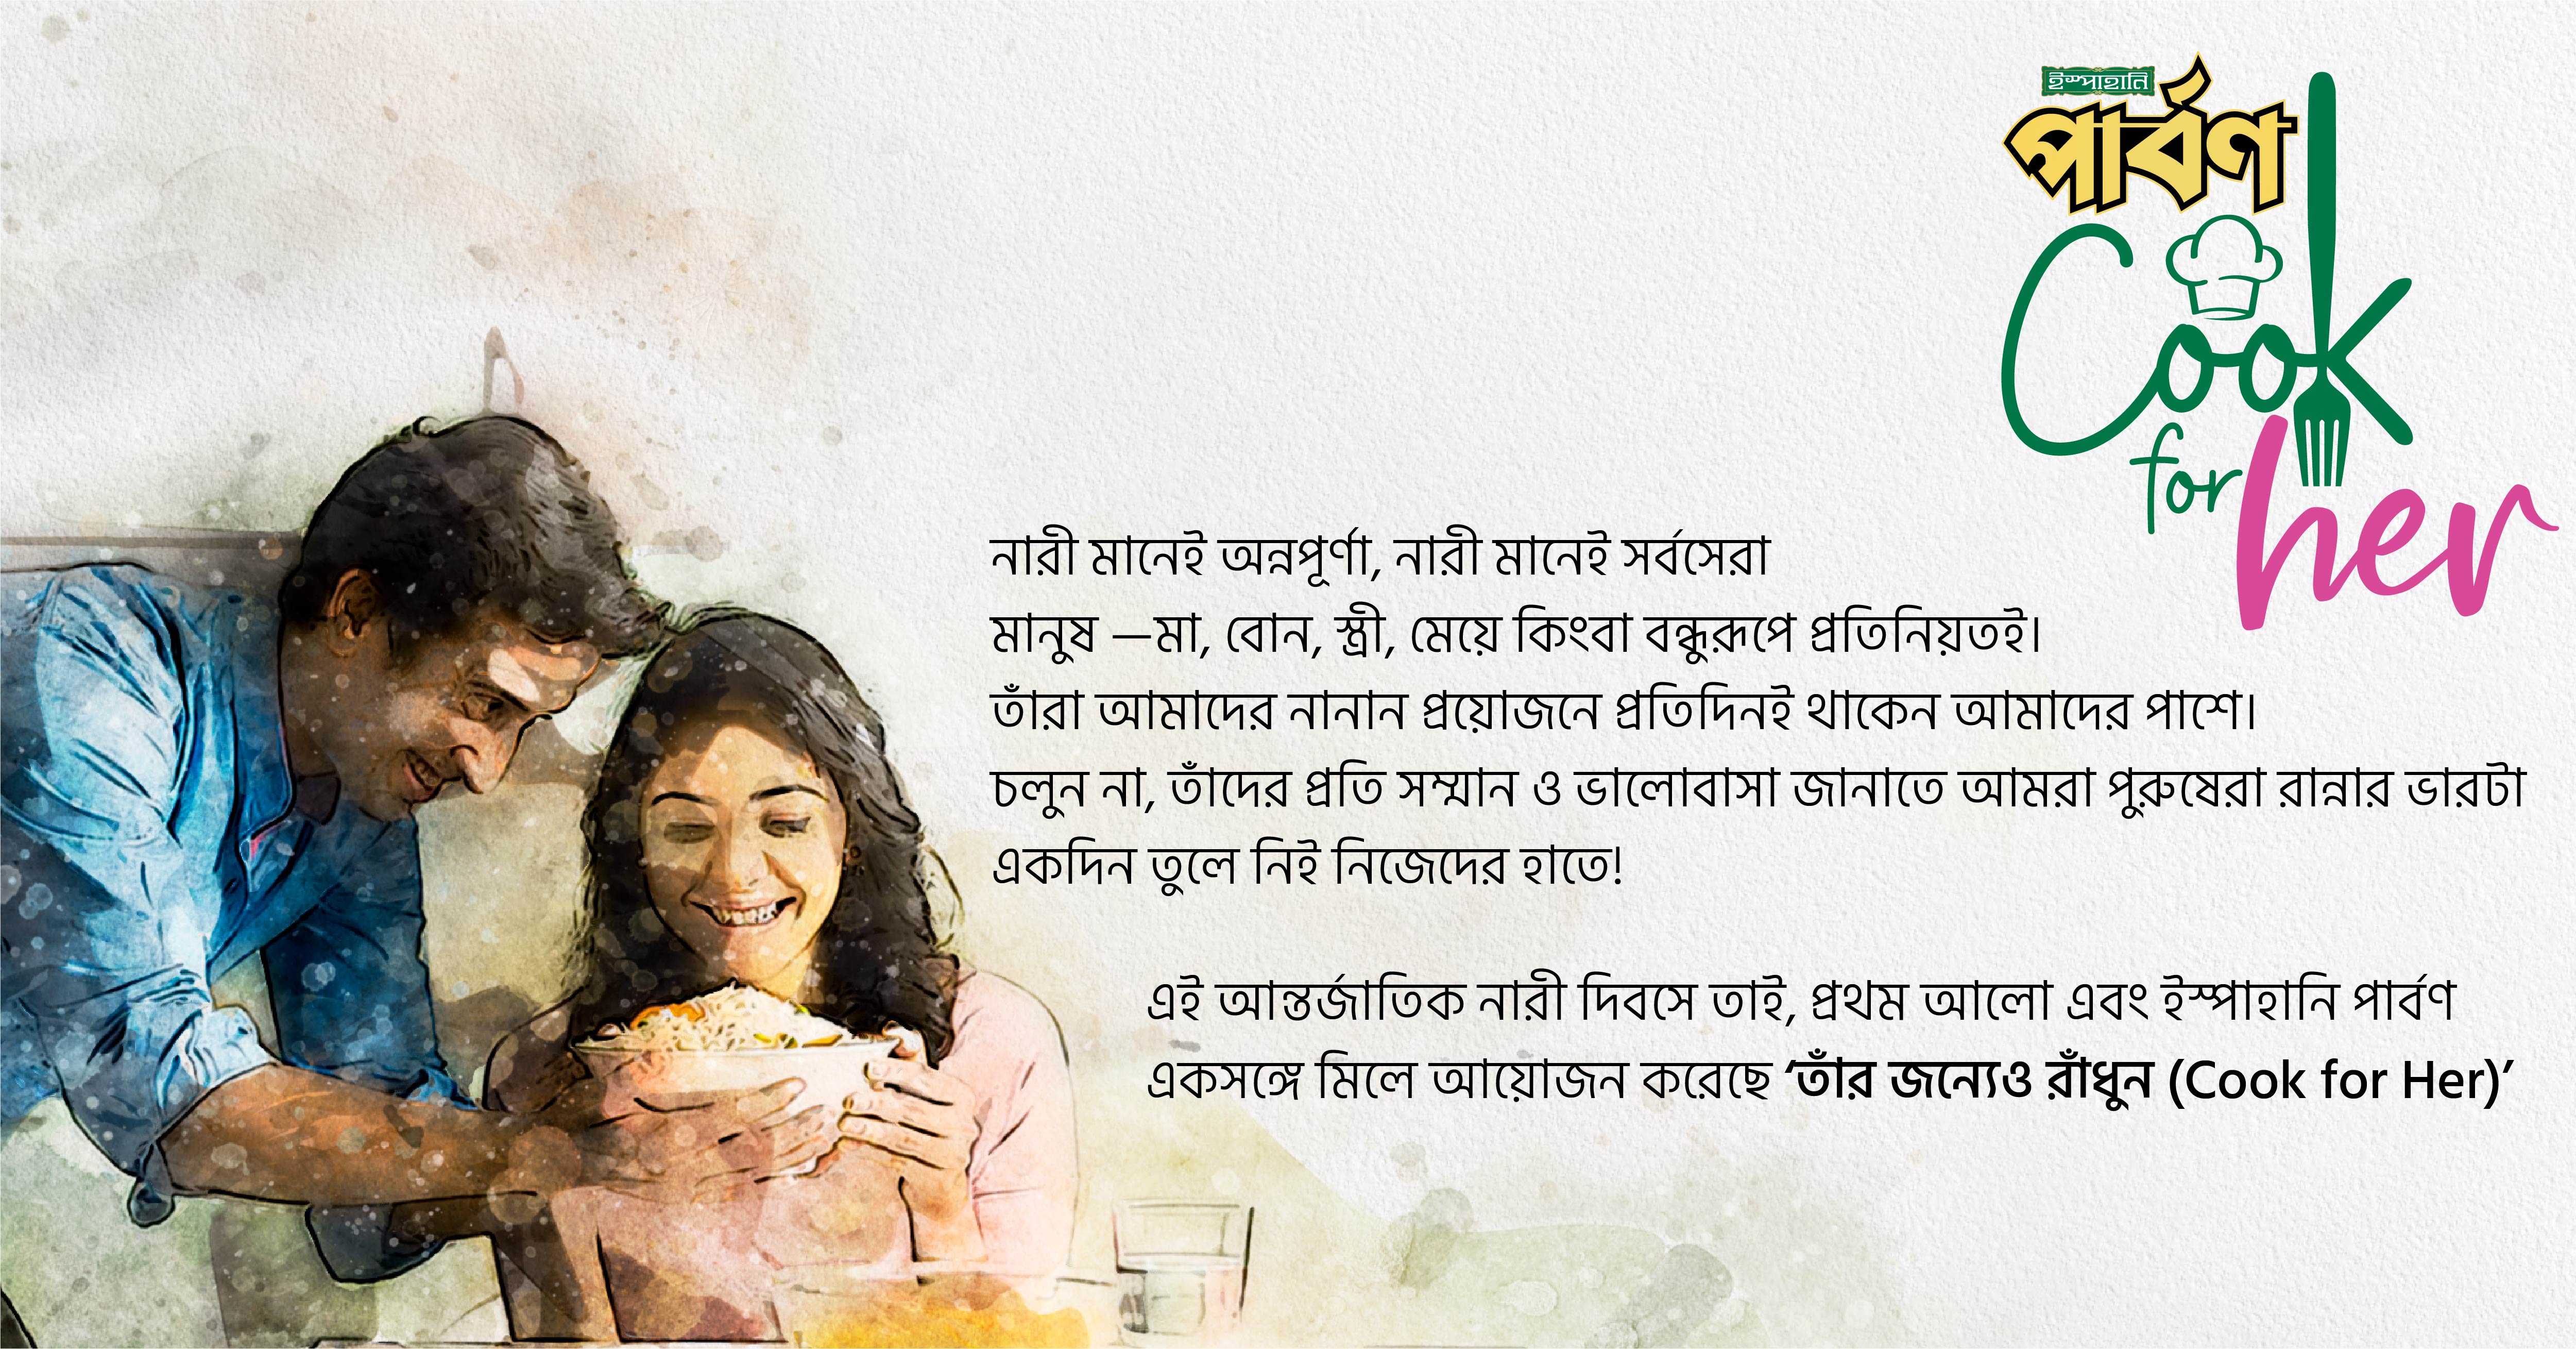 ইস্পাহানি
পার্বণ
Cook
for her
নারী মানেই অন্নপূর্ণা, নারী মানেই সর্বসেরা
মানুষ —মা, বোন, স্ত্রী, মেয়ে কিংবা বন্ধুরূপে প্রতিনিয়তই।
তাঁরা আমাদের নানান প্রয়োজনে প্রতিদিনই থাকেন আমাদের পাশে।
চলুন না, তাঁদের প্রতি সম্মান ও ভালোবাসা জানাতে আমরা পুরুষেরা রান্নার ভারটা
একদিন তুলে নিই নিজেদের হাতে!
এই আন্তর্জাতিক নারী দিবসে তাই, প্রথম আলো এবং ইস্পাহানি পার্বণ
একসঙ্গে মিলে আয়োজন করেছে ‘তাঁর জন্যেও রাঁধুন (Cook for Her)’